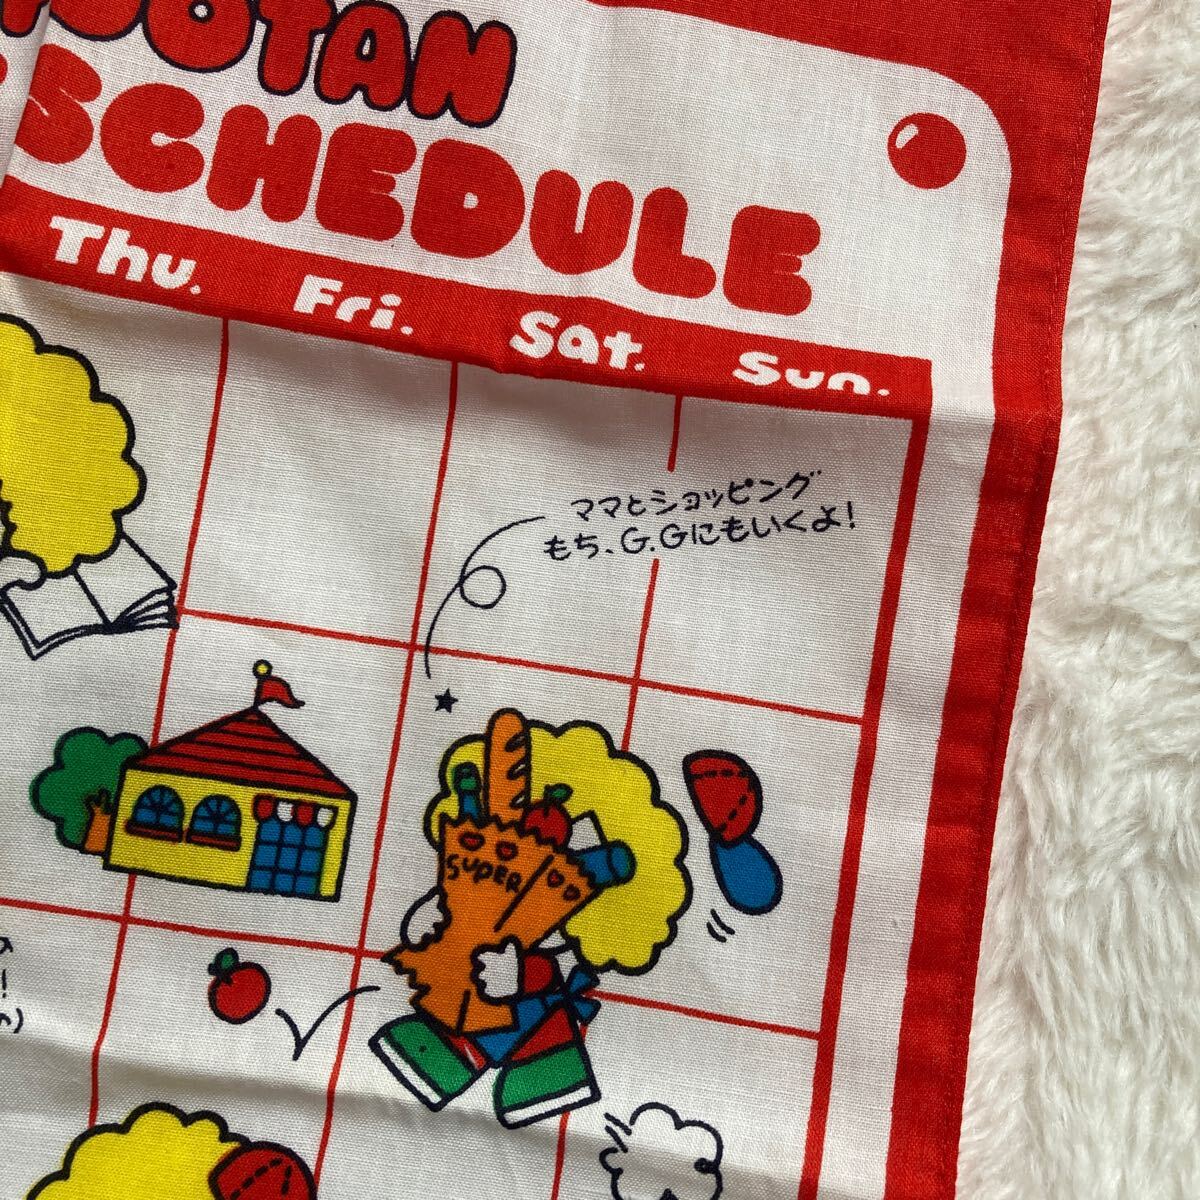 OOTAN
SCHEDULE
Thu. Fri. Sat. Sun.
ママとショッピング
もち、G.Gにもいくよ!
SUPER